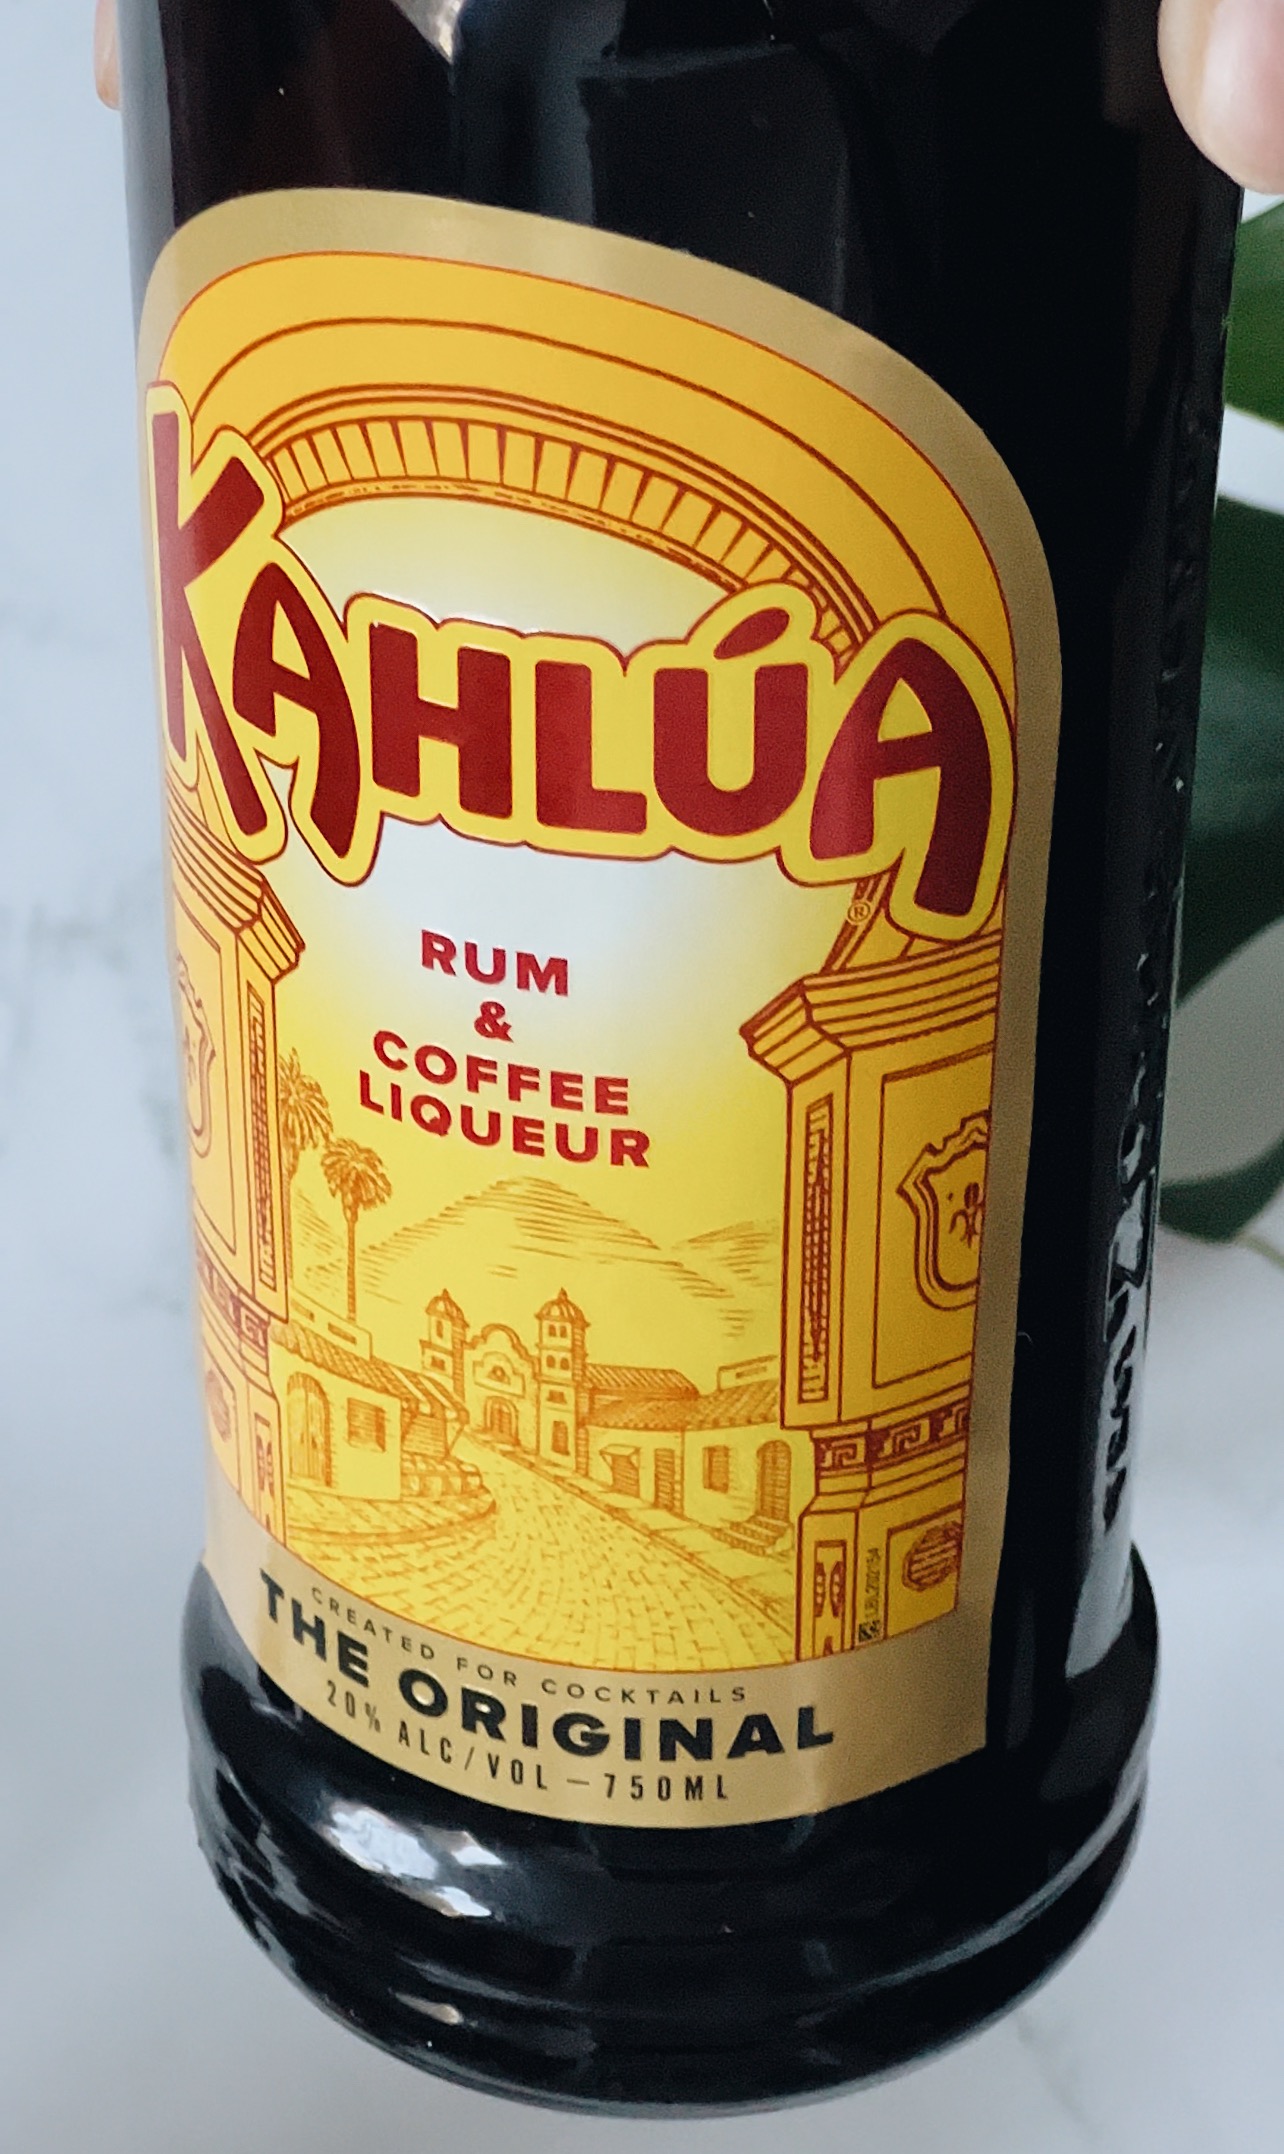 KAHLÚA
®
RUM
&
COFFEE
LIQUEUR
CREATED FOR COCKTAILS
THE ORIGINAL
20% ALC/VOL – 750ML